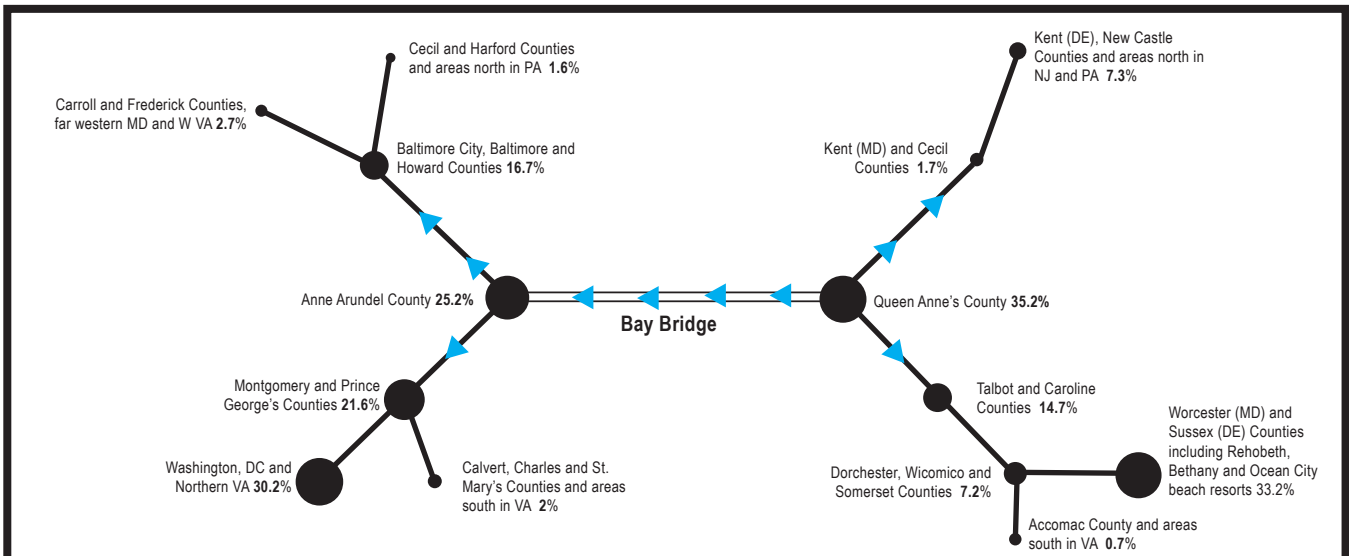 Cecil and Harford Counties
and areas north in PA 1.6%
Carroll and Frederick Counties,
far western MD and W VA 2.7%
Baltimore City, Baltimore and
Howard Counties 16.7%
Anne Arundel County 25.2%
Montgomery and Prince
George's Counties 21.6%
Washington, DC and
Northern VA 30.2%
Calvert, Charles and St.
Mary's Counties and areas
south in VA 2%
Bay Bridge
Kent (DE), New Castle
Counties and areas north in
NJ and PA 7.3%
Kent (MD) and Cecil
Counties 1.7%
Queen Anne's County 35.2%
Talbot and Caroline
Counties 14.7%
Worcester (MD) and
Sussex (DE) Counties
including Rehobeth,
Bethany and Ocean City
beach resorts 33.2%
Dorchester, Wicomico and
Somerset Counties 7.2%
Accomac County and areas
south in VA 0.7%